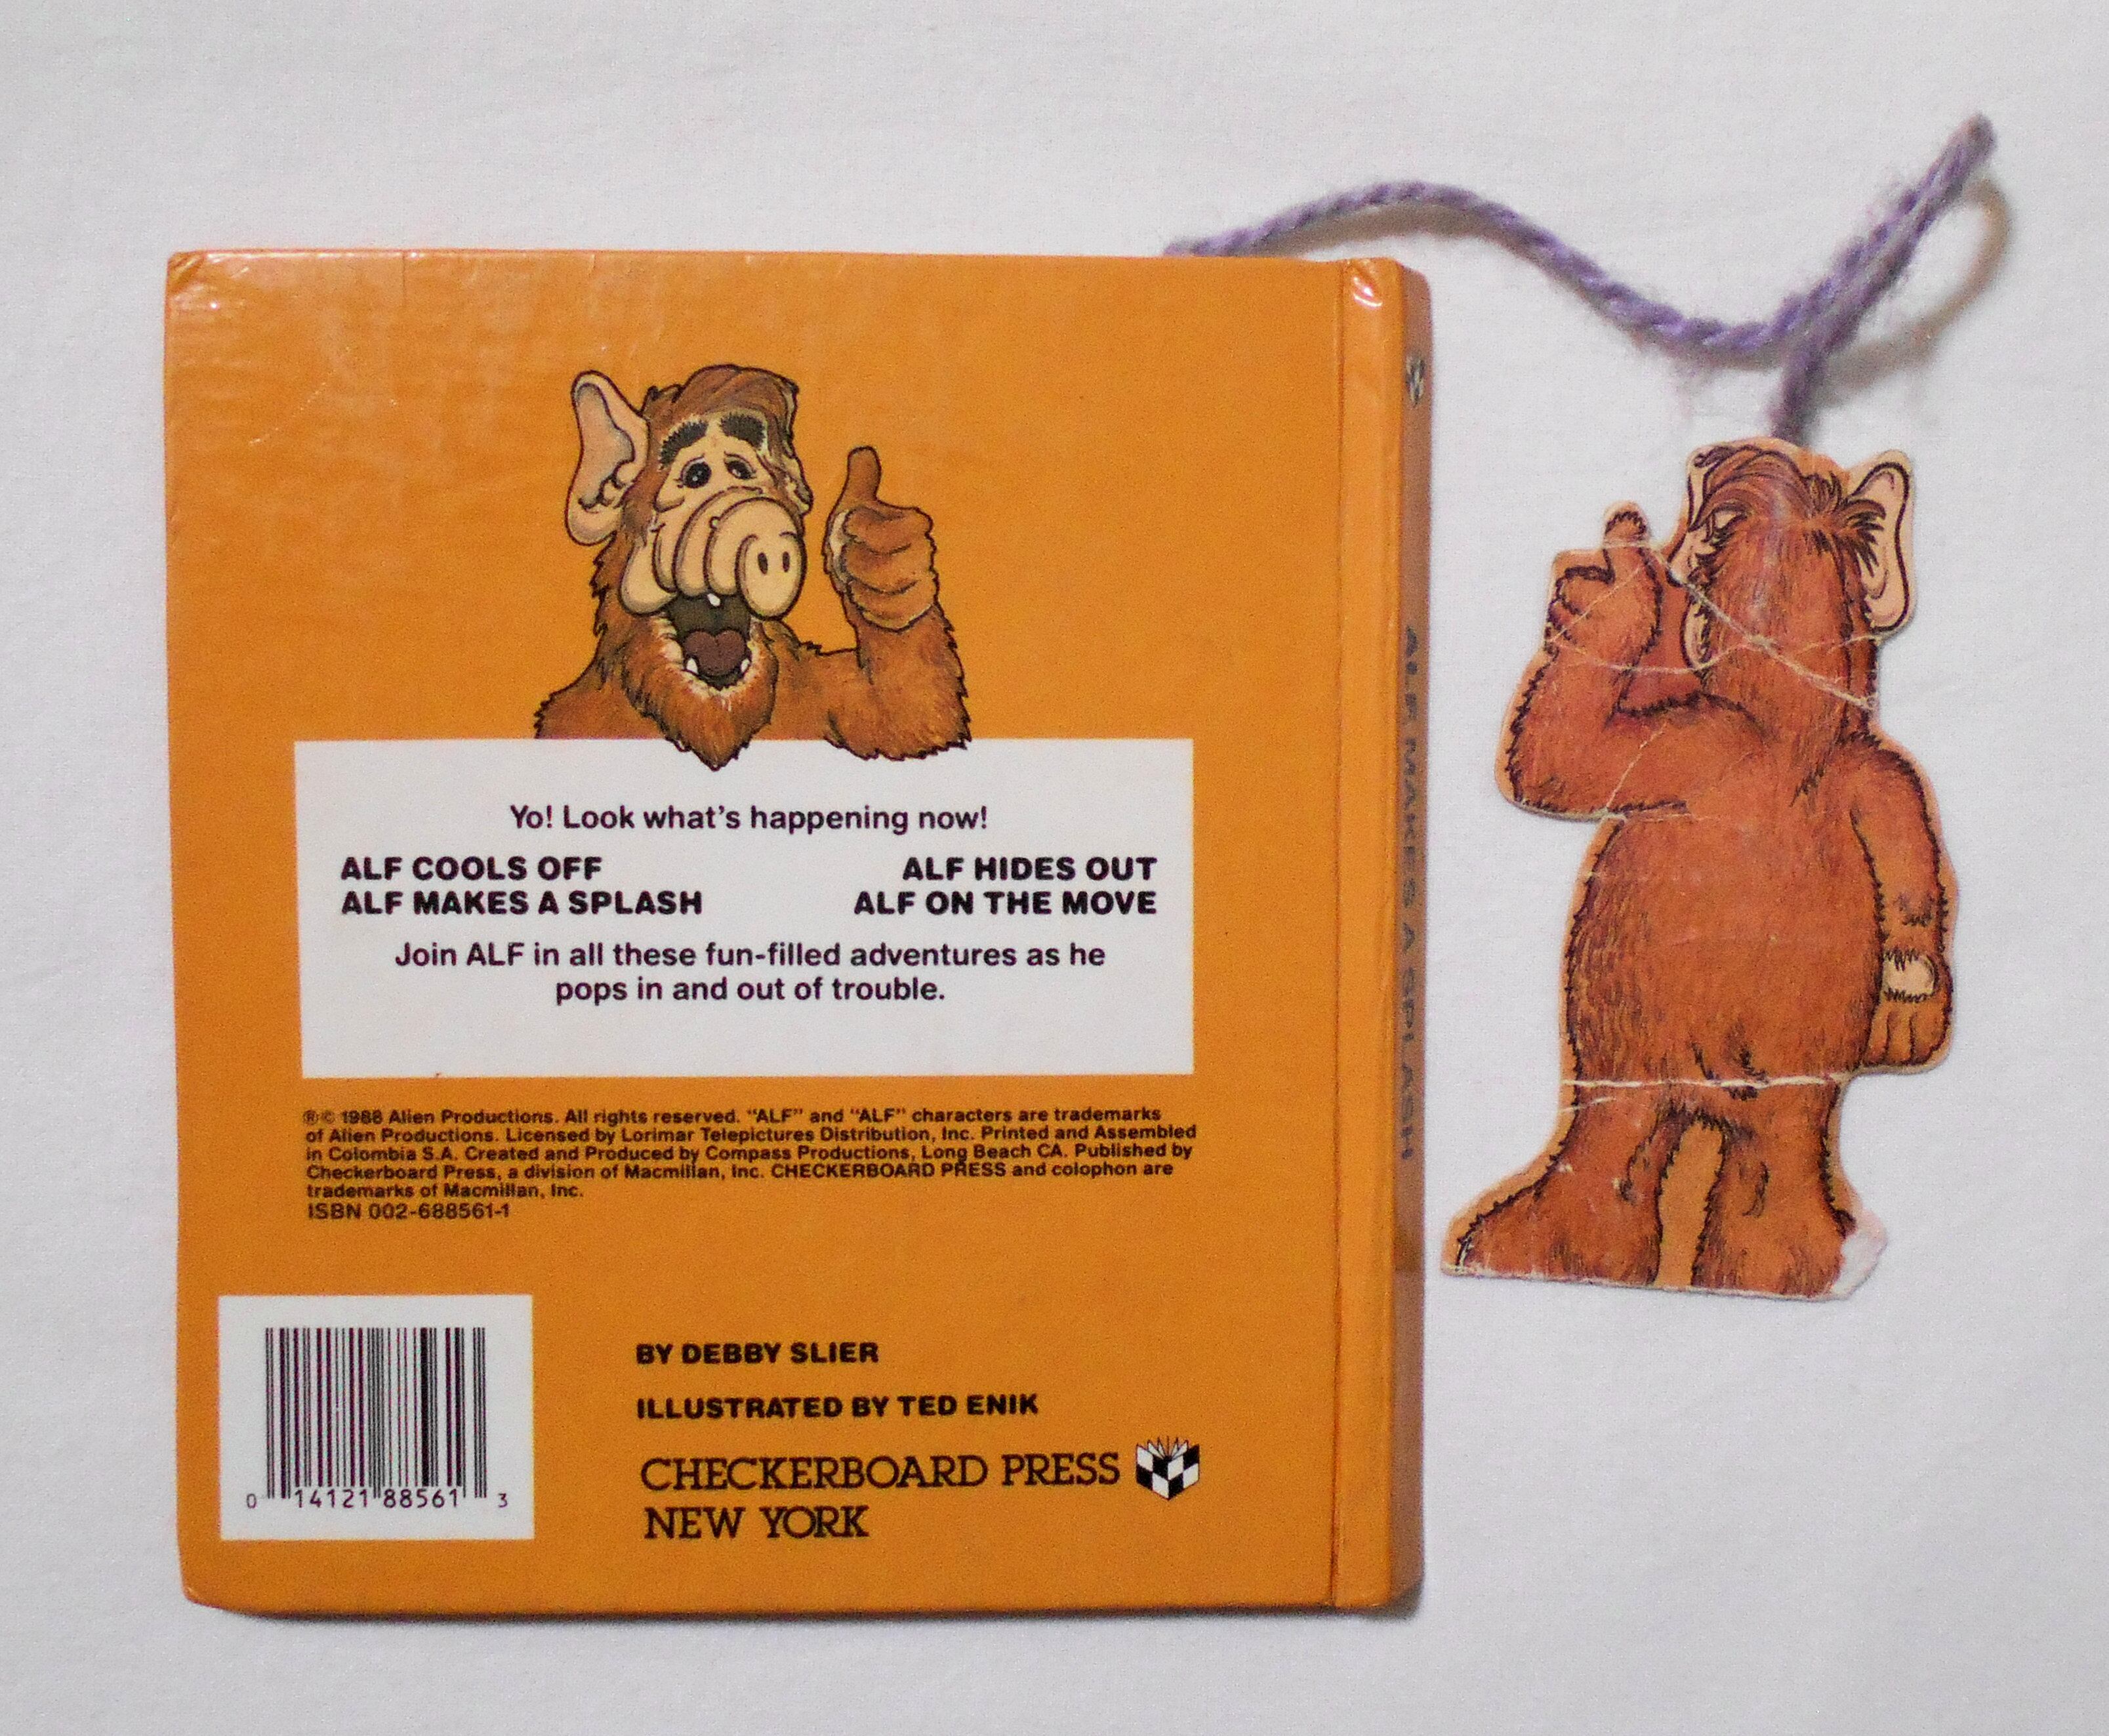 Yo! Look what's happening now!
ALF COOLS OFF ALF HIDES OUT
ALF MAKES A SPLASH ALF ON THE MOVE
Join ALF in all these fun-filled adventures as he
pops in and out of trouble.
®© 1988 Alien Productions. All rights reserved. "ALF" and "ALF" characters are trademarks
of Alien Productions. Licensed by Lorimar Telepictures Distribution, Inc. Printed and Assembled
in Colombia S.A. Created and Produced by Compass Productions, Long Beach CA. Published by
Checkerboard Press, a division of Macmillan, Inc. CHECKERBOARD PRESS and colophon are
trademarks of Macmillan, Inc.
ISBN 002-688561-1
0 14121 88561 3
BY DEBBY SLIER
ILLUSTRATED BY TED ENIK
CHECKERBOARD PRESS
NEW YORK
ALF MAKES A SPLASH